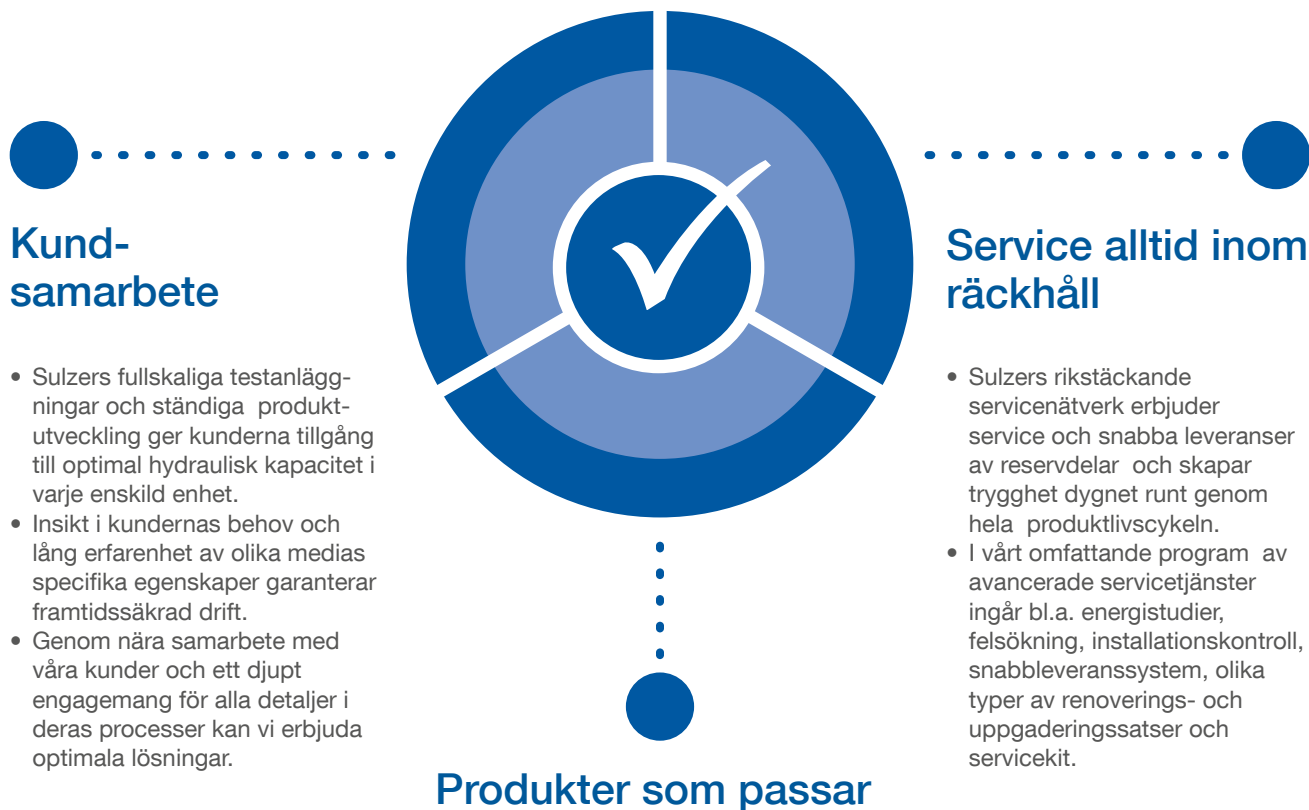 Kund-
samarbete
• Sulzers fullskaliga testanlägg-
ningar och ständiga produkt-
utveckling ger kunderna tillgång
till optimal hydraulisk kapacitet i
varje enskild enhet.
• Insikt i kundernas behov och
lång erfarenhet av olika medias
specifika egenskaper garanterar
framtidssäkrad drift.
• Genom nära samarbete med
våra kunder och ett djupt
engagemang för alla detaljer i
deras processer kan vi erbjuda
optimala lösningar.
Service alltid inom
räckhåll
• Sulzers rikstäckande
servicenätverk erbjuder
service och snabba leveranser
av reservdelar och skapar
trygghet dygnet runt genom
hela produktlivscykeln.
• I vårt omfattande program av
avancerade servicetjänster
ingår bl.a. energistudier,
felsökning, installationskontroll,
snabbleveranssystem, olika
typer av renoverings- och
uppgaderingssatser och
servicekit.
Produkter som passar